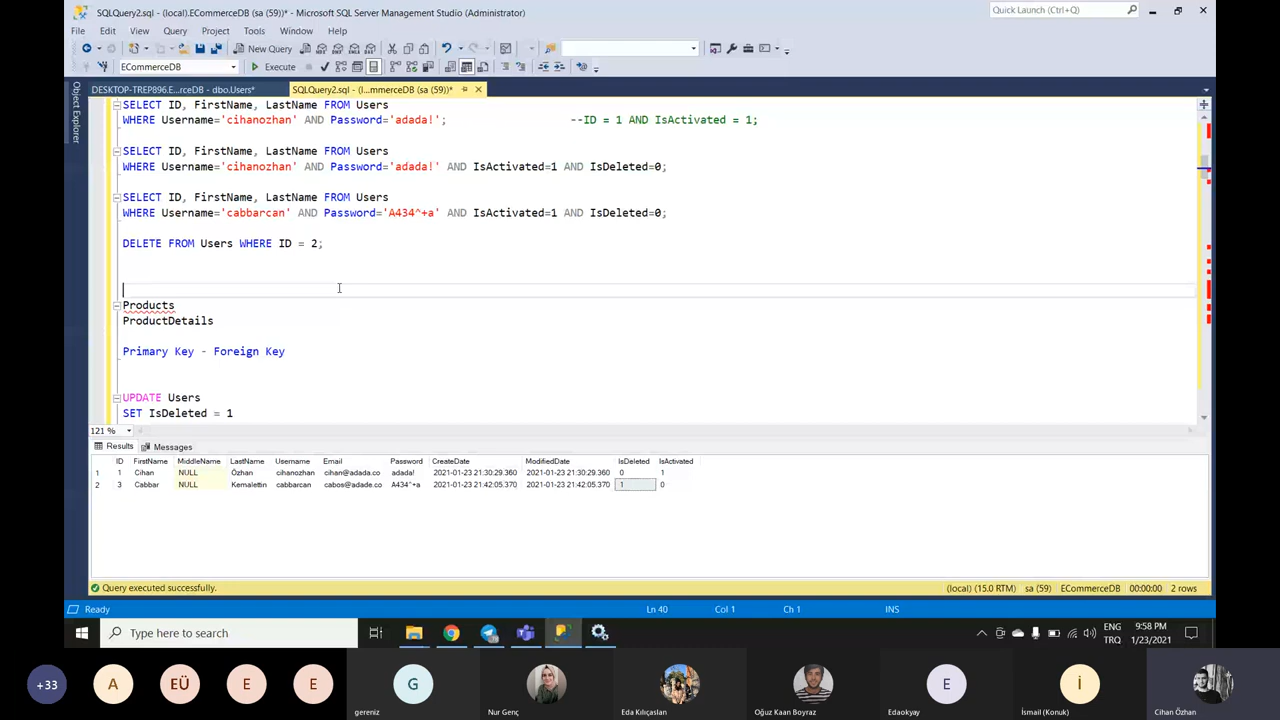 SQLQuery2.sql - (local).ECommerceDB (sa (59))* - Microsoft SQL Server Management Studio (Administrator)
Quick Launch (Ctrl+Q)
File Edit View Query Project Tools Window Help
New Query
ECommerceDB
Execute
Object Explorer
DESKTOP-TREP896.E...rceDB - dbo.Users*
SQLQuery2.sql - (l...mmerceDB (sa (59))*
SELECT ID, FirstName, LastName FROM Users
WHERE Username='cihanozhan' AND Password='adada!'; --ID = 1 AND IsActivated = 1;
SELECT ID, FirstName, LastName FROM Users
WHERE Username='cihanozhan' AND Password='adada!' AND IsActivated=1 AND IsDeleted=0;
SELECT ID, FirstName, LastName FROM Users
WHERE Username='cabbarcan' AND Password='A434^+a' AND IsActivated=1 AND IsDeleted=0;
DELETE FROM Users WHERE ID = 2;
Products
ProductDetails
Primary Key - Foreign Key
UPDATE Users
SET IsDeleted = 1
121 %
Results Messages
ID FirstName MiddleName LastName Username Email Password CreateDate ModifiedDate IsDeleted IsActivated
1 1 Cihan NULL Özhan cihanozhan cihan@adada.co adada! 2021-01-23 21:30:29.360 2021-01-23 21:30:29.360 0 1
2 3 Cabbar NULL Kemalettin cabbarcan cabos@adade.co A434^+a 2021-01-23 21:42:05.370 2021-01-23 21:42:05.370 1 0
Query executed successfully. (local) (15.0 RTM) sa (59) ECommerceDB 00:00:00 2 rows
Ready Ln 40 Col 1 Ch 1 INS
Type here to search
ENG
TRQ
9:58 PM
1/23/2021
+33 A EÜ E E G E İ
gereniz Nur Genç Eda Kılıçaslan Oğuz Kaan Boyraz Edaokyay İsmail (Konuk) Cihan Özhan